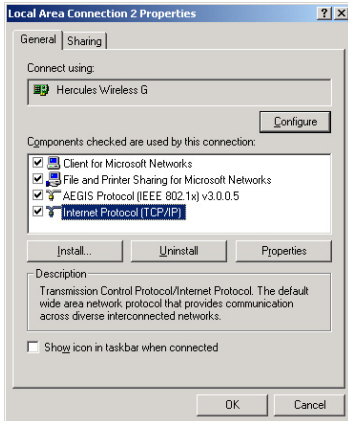 Local Area Connection 2 Properties
General
Sharing
Connect using:
Hercules Wireless G
Configure
Components checked are used by this connection:
Client for Microsoft Networks
File and Printer Sharing for Microsoft Networks
AEGIS Protocol (IEEE 802.1x) v3.0.0.5
Internet Protocol (TCP/IP)
Install... Uninstall Properties
Description
Transmission Control Protocol/Internet Protocol. The default
wide area network protocol that provides communication
across diverse interconnected networks.
Show icon in taskbar when connected
OK Cancel